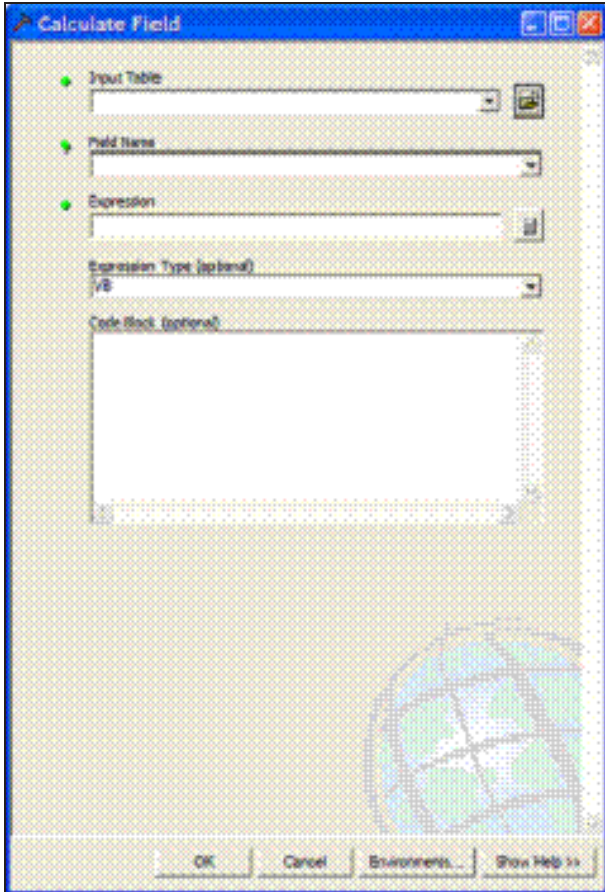 Calculate Field
Input Table
Field Name
Expression
Expression Type (optional)
VB
Code Block (optional)
OK Cancel Environments... Show Help >>